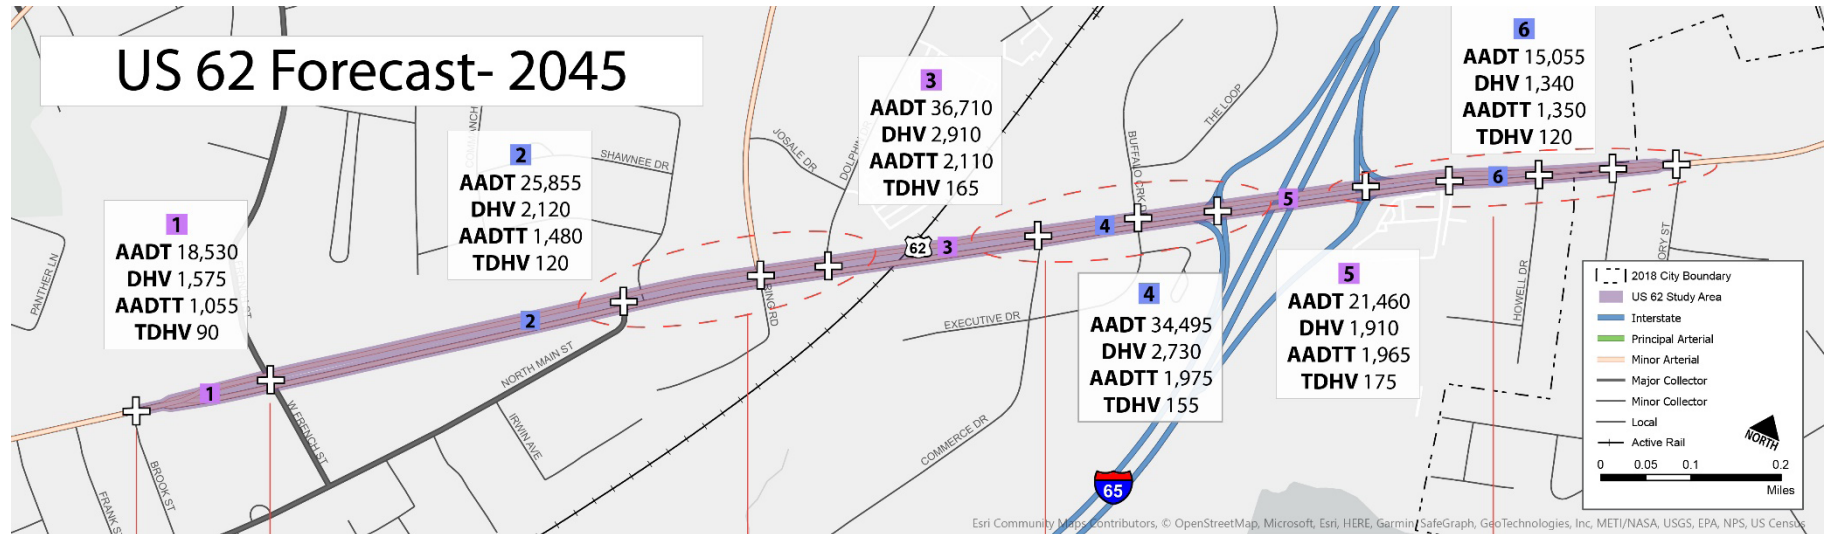 US 62 Forecast- 2045
1
AADT 18,530
DHV 1,575
AADTT 1,055
TDHV 90
2
AADT 25,855
DHV 2,120
AADTT 1,480
TDHV 120
3
AADT 36,710
DHV 2,910
AADTT 2,110
TDHV 165
4
AADT 34,495
DHV 2,730
AADTT 1,975
TDHV 155
5
AADT 21,460
DHV 1,910
AADTT 1,965
TDHV 175
6
AADT 15,055
DHV 1,340
AADTT 1,350
TDHV 120
1
2
3
4
5
6
62
65
PANTHER LN
SHAWNEE DR
JOSALE DR
THE LOOP
EXECUTIVE DR
COMMERCE DR
NORTH MAIN ST
IRWIN AVE
W FRENCH ST
BROOK ST
FRANK S
HOWELL DR
2018 City Boundary
US 62 Study Area
Interstate
Principal Arterial
Minor Arterial
Major Collector
Minor Collector
Local
Active Rail
NORTH
0 0.05 0.1 0.2
Miles
Esri Community Maps Contributors, © OpenStreetMap, Microsoft, Esri, HERE, Garmin, SafeGraph, GeoTechnologies, Inc, METI/NASA, USGS, EPA, NPS, US Census